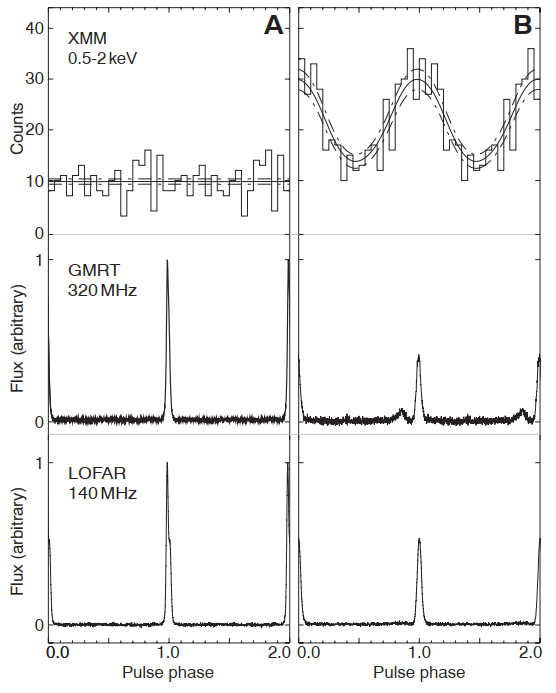 A
B
XMM
0.5-2 keV
Counts
40
30
20
10
0
GMRT
320 MHz
Flux (arbitrary)
1
0
LOFAR
140 MHz
Flux (arbitrary)
1
0
0.0 1.0 2.0 0.0 1.0 2.0
Pulse phase Pulse phase